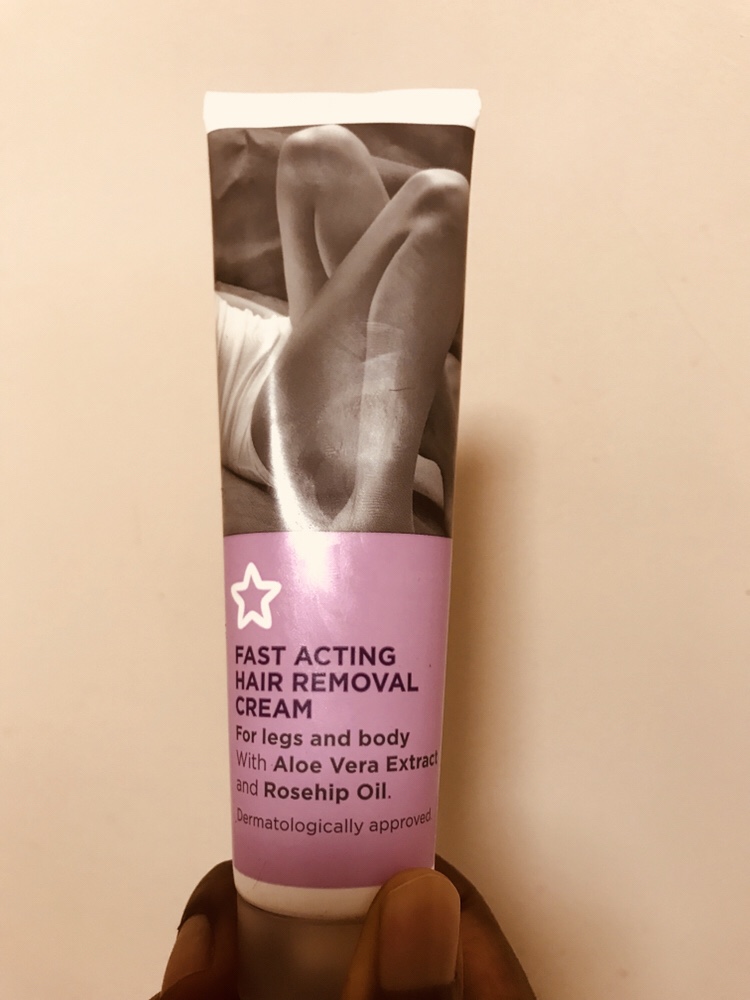 FAST ACTING
HAIR REMOVAL
CREAM
For legs and body
With Aloe Vera Extract
and Rosehip Oil.
Dermatologically approved.